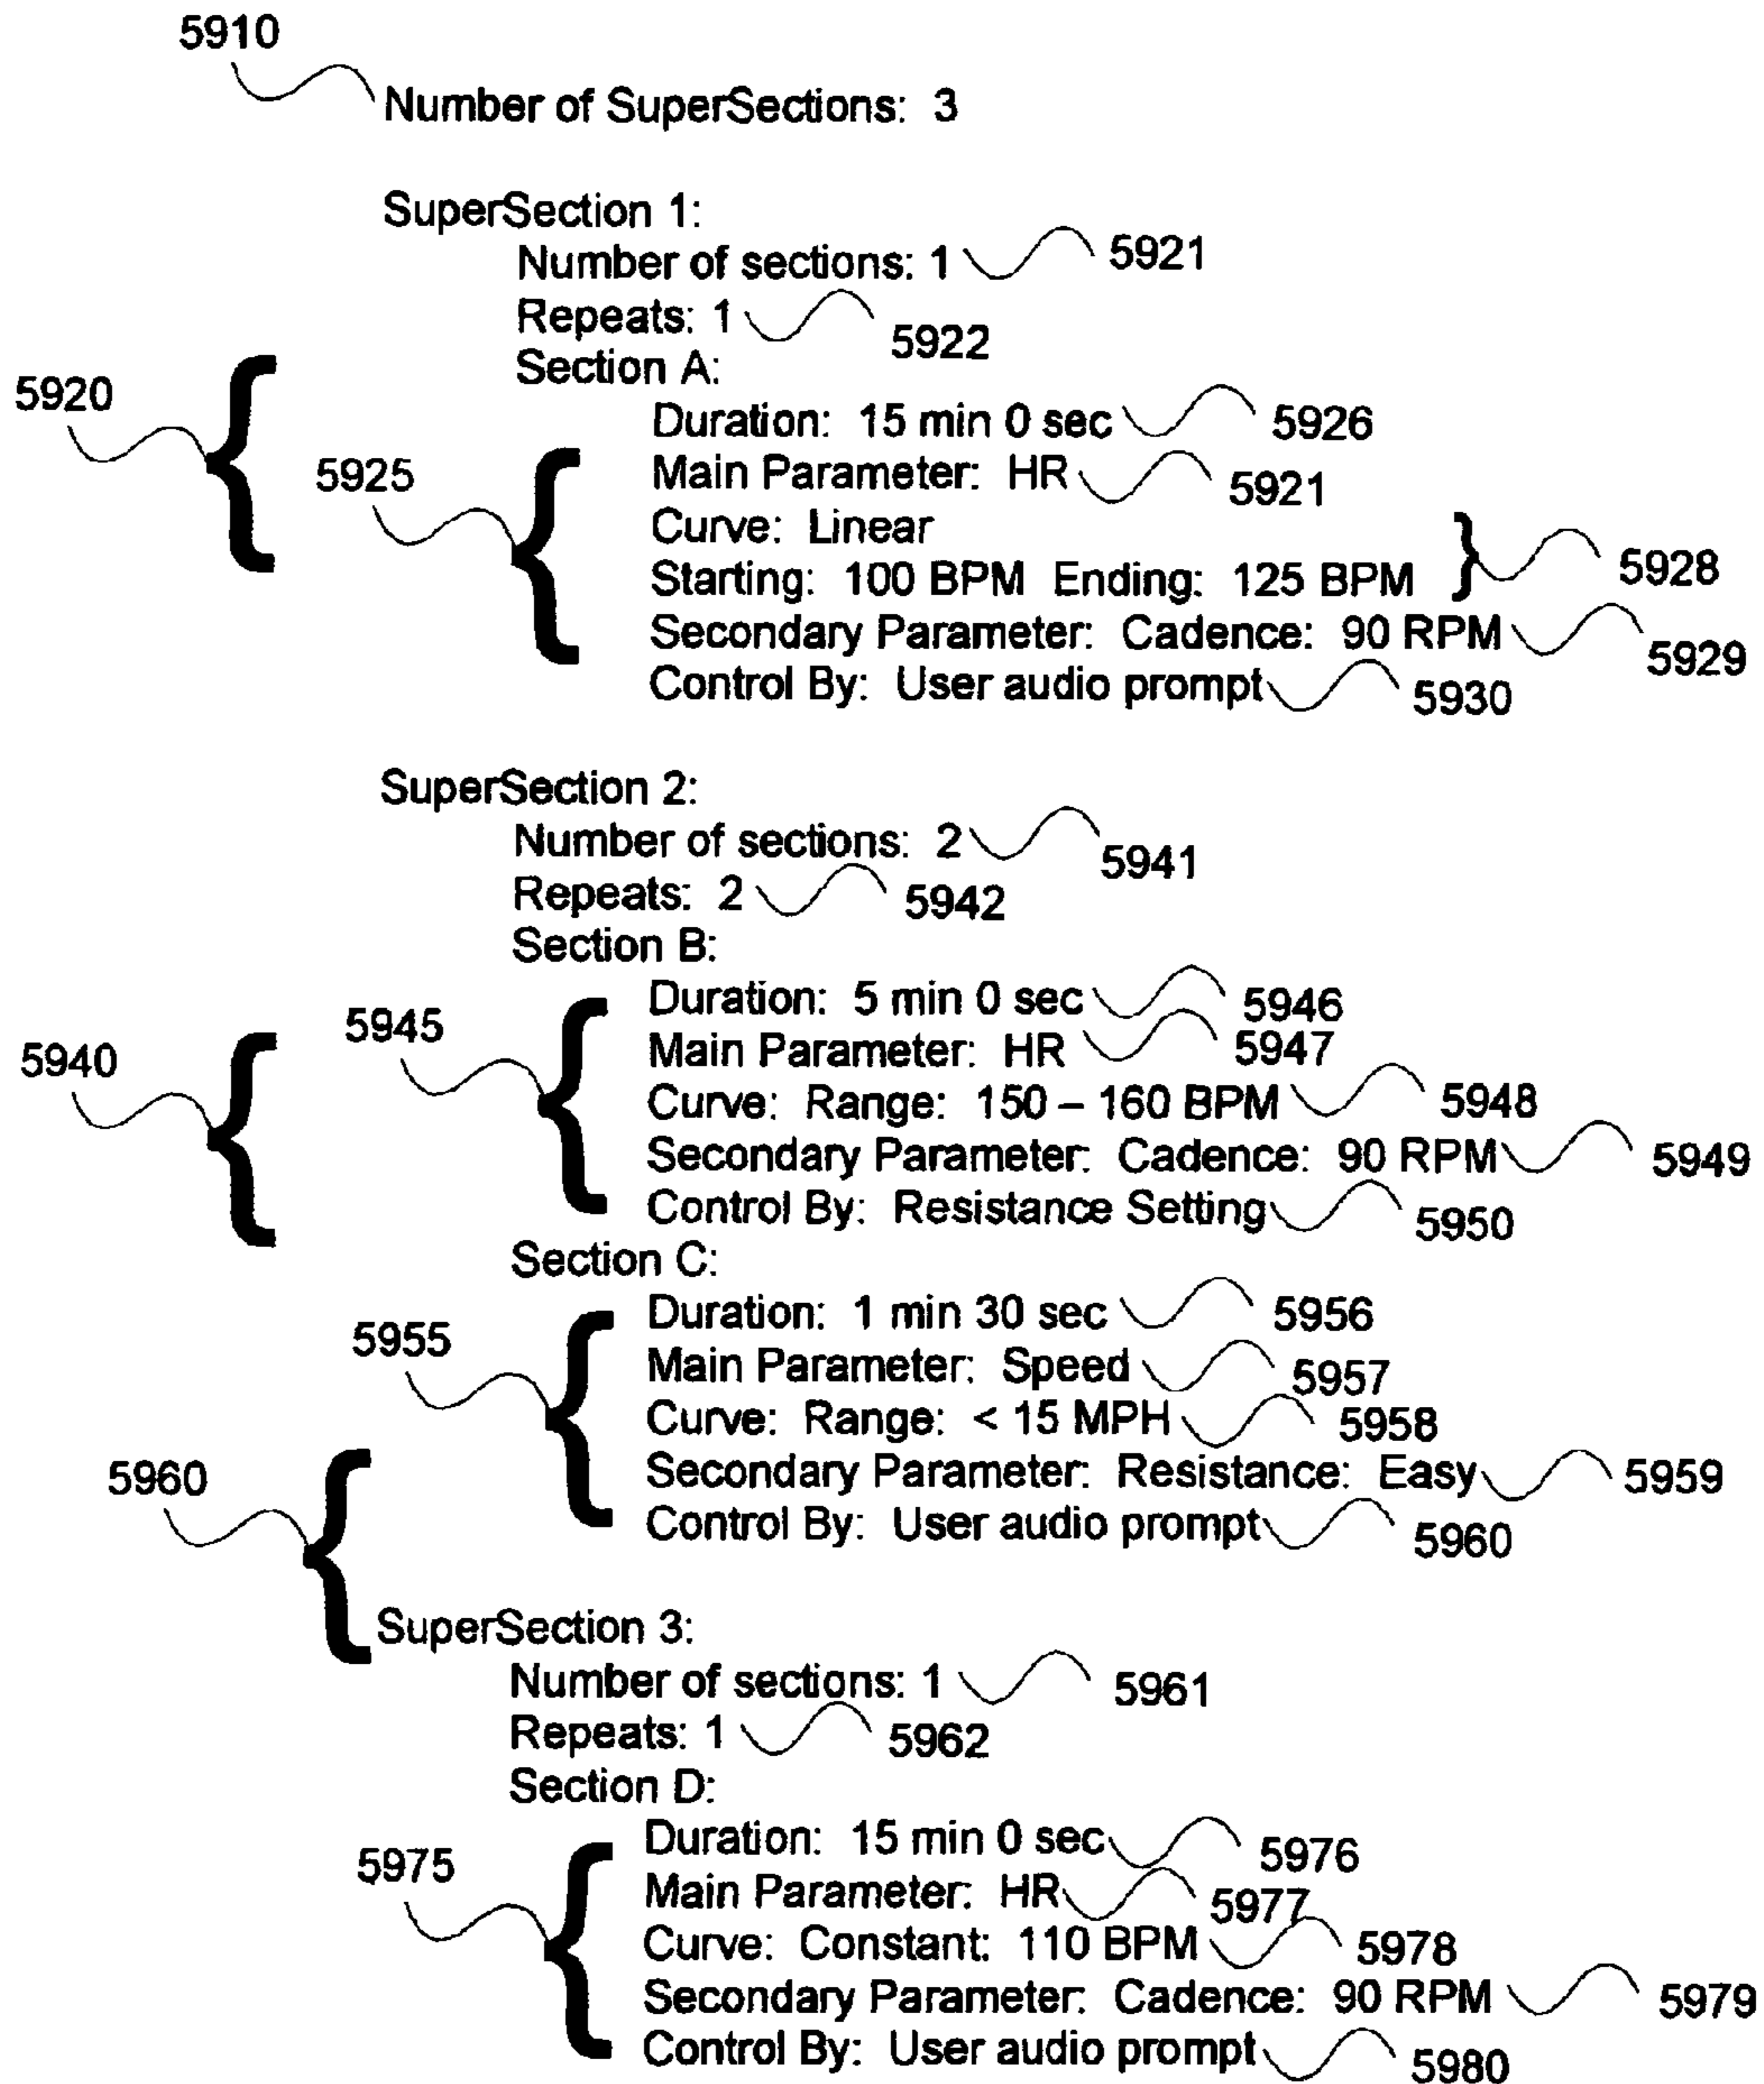 5910
Number of SuperSections: 3
SuperSection 1:
Number of sections: 1 5921
Repeats: 1 5922
Section A:
5920
Duration: 15 min 0 sec 5926
5925 Main Parameter: HR 5921
Curve: Linear
5928
Starting: 100 BPM Ending: 125 BPM
Secondary Parameter: Cadence: 90 RPM 5929
Control By: User audio prompt 5930
SuperSection 2:
Number of sections: 2 5941
Repeats: 2 5942
Section B:
Duration: 5 min 0 sec 5946
5945
5940 Main Parameter: HR 5947
Curve: Range: 150 – 160 BPM 5948
Secondary Parameter: Cadence: 90 RPM 5949
Control By: Resistance Setting 5950
Section C:
Duration: 1 min 30 sec 5956
5955 Main Parameter: Speed 5957
Curve: Range: < 15 MPH 5958
5960 Secondary Parameter: Resistance: Easy 5959
Control By: User audio prompt 5960
SuperSection 3:
Number of sections: 1 5961
Repeats: 1 5962
Section D:
Duration: 15 min 0 sec 5976
5975 Main Parameter: HR 5977
Curve: Constant: 110 BPM 5978
Secondary Parameter: Cadence: 90 RPM 5979
Control By: User audio prompt 5980